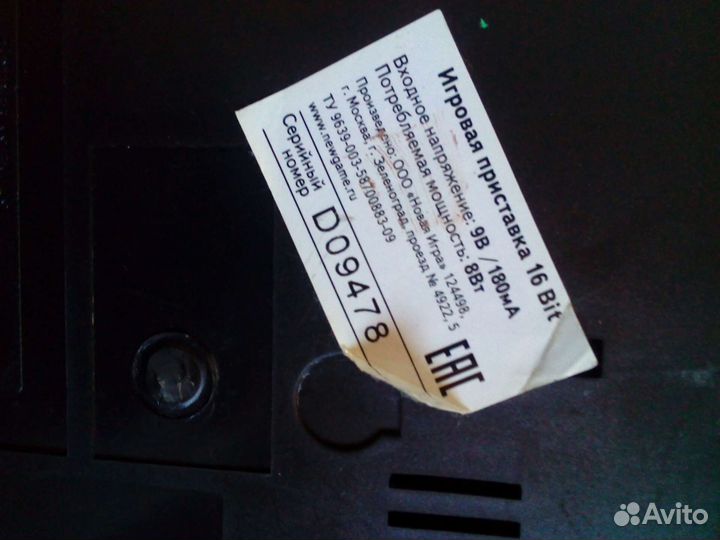 Игровая приставка 16 Bit
Входное напряжение: 9В /180мА
Потребляемая мощность: 8Вт
Произведено: ООО «Новая Игра» 124498,
г. Москва, г. Зеленоград, проезд № 4922, 5
ТУ 9639-003-58700883-09
www.newgame.ru
Серийный
номер
D09478
EAC
Avito